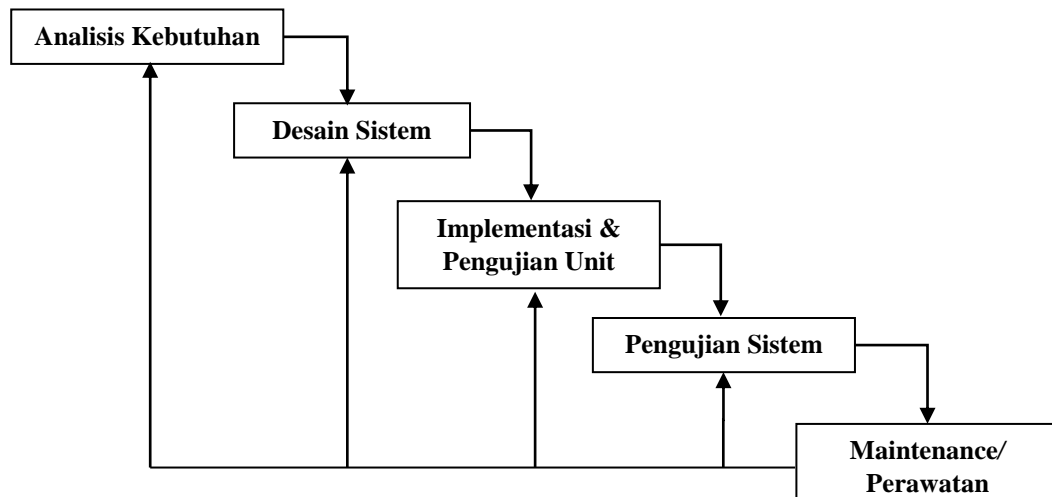 Analisis Kebutuhan
Desain Sistem
Implementasi &
Pengujian Unit
Pengujian Sistem
Maintenance/
Perawatan